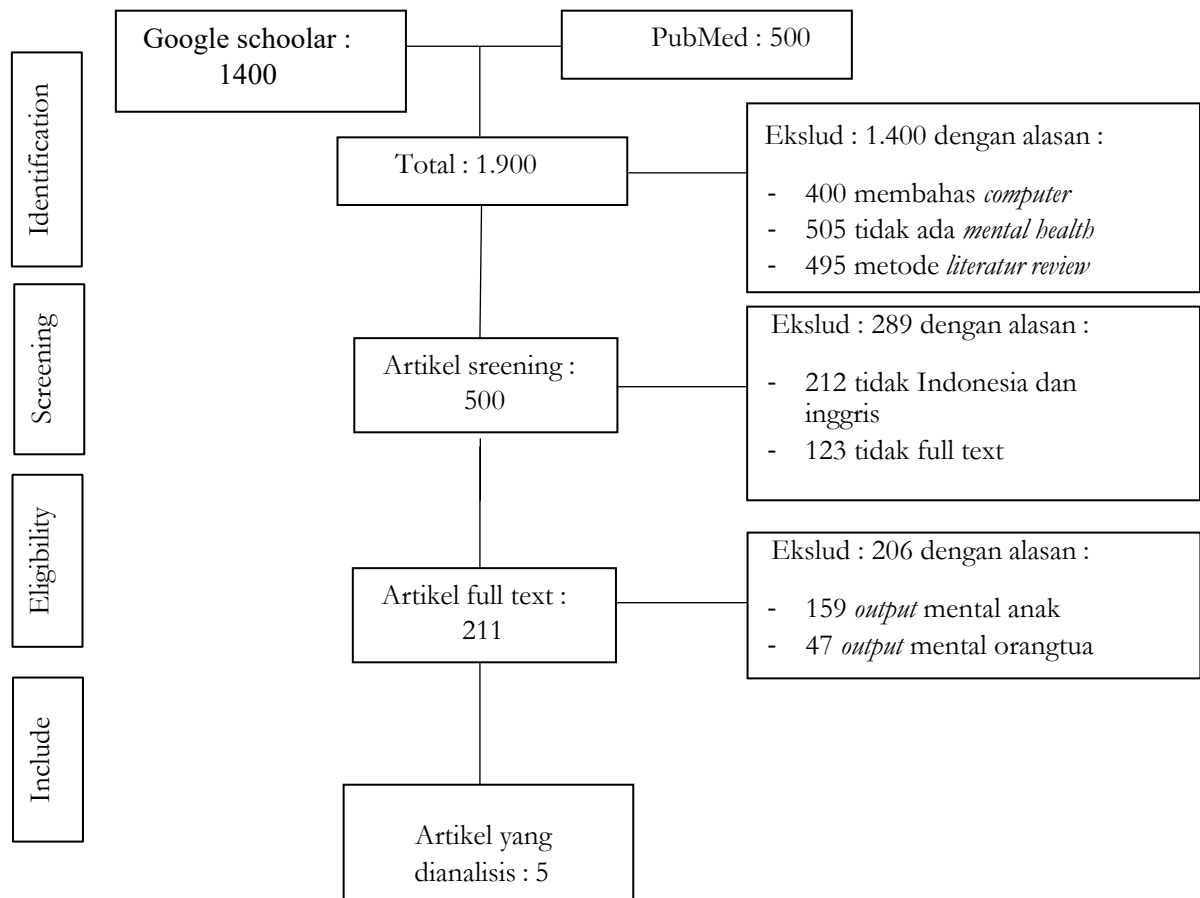 Google schoolar :
1400
PubMed : 500
Identification
Total : 1.900
Ekslud : 1.400 dengan alasan :
- 400 membahas computer
- 505 tidak ada mental health
- 495 metode literatur review
Screening
Artikel sreening :
500
Ekslud : 289 dengan alasan :
- 212 tidak Indonesia dan
inggris
- 123 tidak full text
Eligibility
Artikel full text :
211
Ekslud : 206 dengan alasan :
- 159 output mental anak
- 47 output mental orangtua
Include
Artikel yang
dianalisis : 5